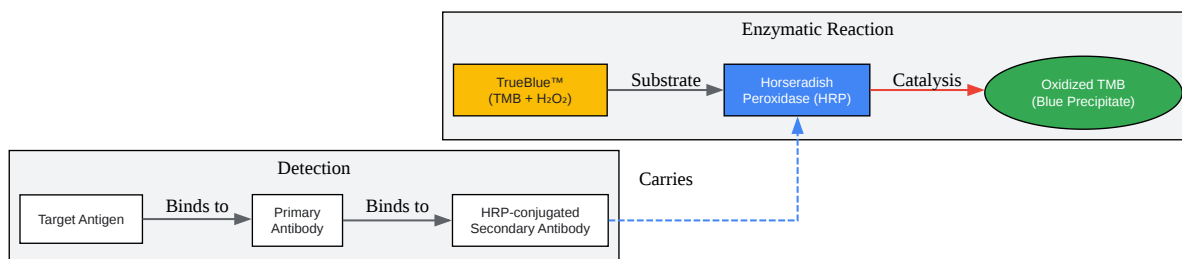 Enzymatic Reaction
TrueBlue™
(TMB + H₂O₂)
Substrate
Horseradish
Peroxidase (HRP)
Catalysis
Oxidized TMB
(Blue Precipitate)
Detection
Carries
Target Antigen
Binds to
Primary
Antibody
Binds to
HRP-conjugated
Secondary Antibody